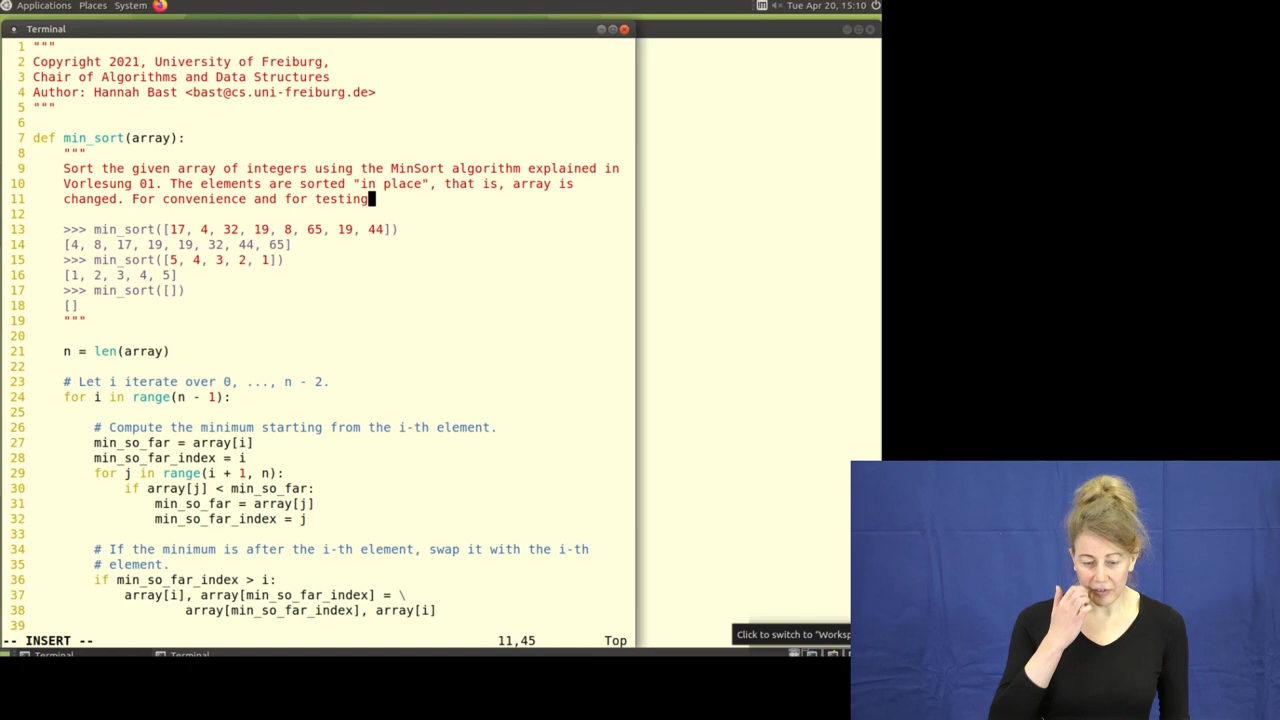 Applications Places System Tue Apr 20, 15:10
Terminal
1 """
2 Copyright 2021, University of Freiburg,
3 Chair of Algorithms and Data Structures
4 Author: Hannah Bast <bast@cs.uni-freiburg.de>
5 """
6
7 def min_sort(array):
8 """
9 Sort the given array of integers using the MinSort algorithm explained in
10 Vorlesung 01. The elements are sorted "in place", that is, array is
11 changed. For convenience and for testing
12
13 >>> min_sort([17, 4, 32, 19, 8, 65, 19, 44])
14 [4, 8, 17, 19, 19, 32, 44, 65]
15 >>> min_sort([5, 4, 3, 2, 1])
16 [1, 2, 3, 4, 5]
17 >>> min_sort([])
18 []
19 """
20
21 n = len(array)
22
23 # Let i iterate over 0, ..., n - 2.
24 for i in range(n - 1):
25
26 # Compute the minimum starting from the i-th element.
27 min_so_far = array[i]
28 min_so_far_index = i
29 for j in range(i + 1, n):
30 if array[j] < min_so_far:
31 min_so_far = array[j]
32 min_so_far_index = j
33
34 # If the minimum is after the i-th element, swap it with the i-th
35 # element.
36 if min_so_far_index > i:
37 array[i], array[min_so_far_index] = \
38 array[min_so_far_index], array[i]
39
-- INSERT -- 11,45 Top
Click to switch to "Worksp
Terminal Terminal